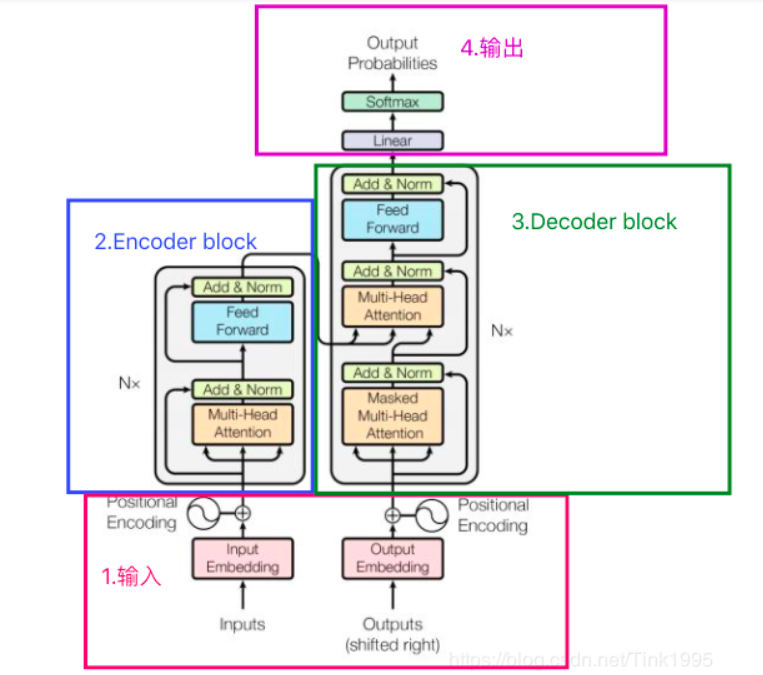 Output
Probabilities
4.输出
Softmax
Linear
3.Decoder block
Add & Norm
Feed
Forward
Add & Norm
Multi-Head
Attention
Add & Norm
Masked
Multi-Head
Attention
N×
2.Encoder block
Add & Norm
Feed
Forward
Add & Norm
Multi-Head
Attention
N×
1.输入
Positional
Encoding
Input
Embedding
Inputs
Positional
Encoding
Output
Embedding
Outputs
(shifted right)
https://blog.csdn.net/Tink1995